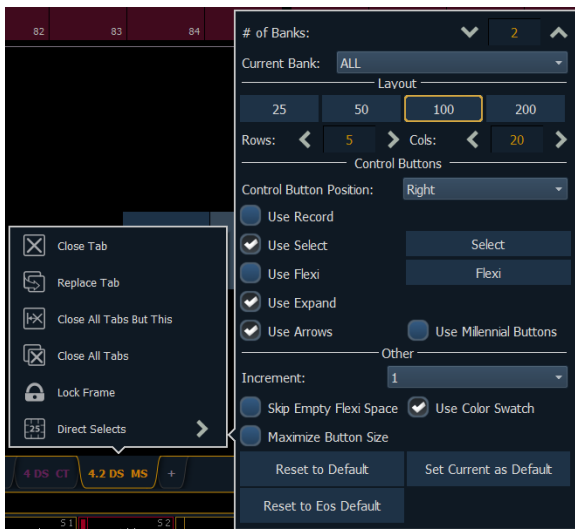 82 83 84
# of Banks: 2
Current Bank: ALL
Layout
25 50 100 200
Rows: 5 Cols: 20
Control Buttons
Control Button Position: Right
Use Record
Use Select Select
Use Flexi Flexi
Use Expand
Use Arrows Use Millennial Buttons
Other
Increment: 1
Skip Empty Flexi Space Use Color Swatch
Maximize Button Size
Reset to Default Set Current as Default
Reset to Eos Default
Close Tab
Replace Tab
Close All Tabs But This
Close All Tabs
Lock Frame
25 Direct Selects
4 DS CT 4.2 DS MS +
S 1 S 2